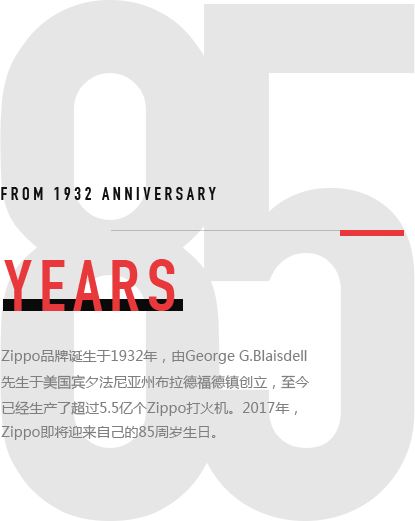 85
FROM 1932 ANNIVERSARY
YEARS
Zippo品牌诞生于1932年，由George G.Blaisdell
先生于美国宾夕法尼亚州布拉德福德镇创立，至今
已经生产了超过5.5亿个Zippo打火机。2017年，
Zippo即将迎来自己的85周岁生日。